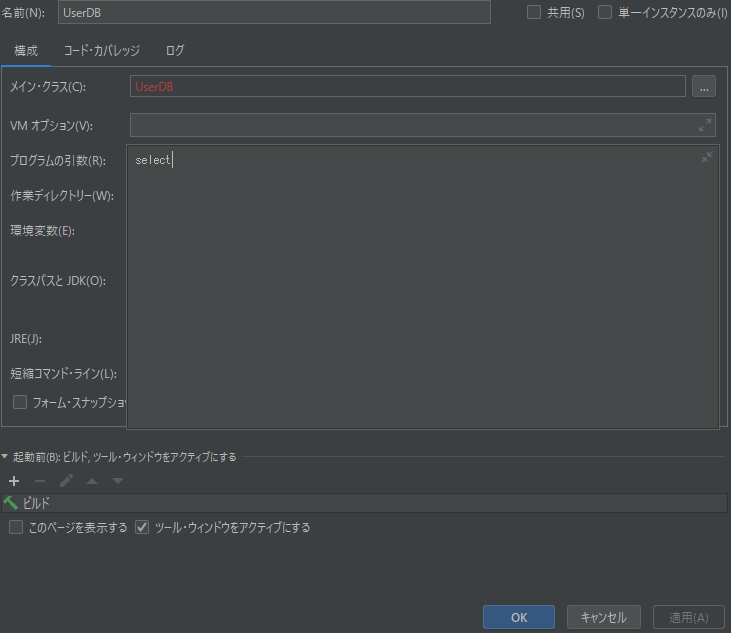 名前(N): UserDB 共用(S) 単一インスタンスのみ(I)
構成 コード・カバレッジ ログ
メイン・クラス(C): UserDB ...
VM オプション(V):
プログラムの引数(R): select
作業ディレクトリー(W):
環境変数(E):
クラスパスと JDK(O):
JRE(J):
短縮コマンド・ライン(L):
フォーム・スナップショ
起動前(B): ビルド, ツール・ウィンドウをアクティブにする
ビルド
このページを表示する ツール・ウィンドウをアクティブにする
OK キャンセル 適用(A)